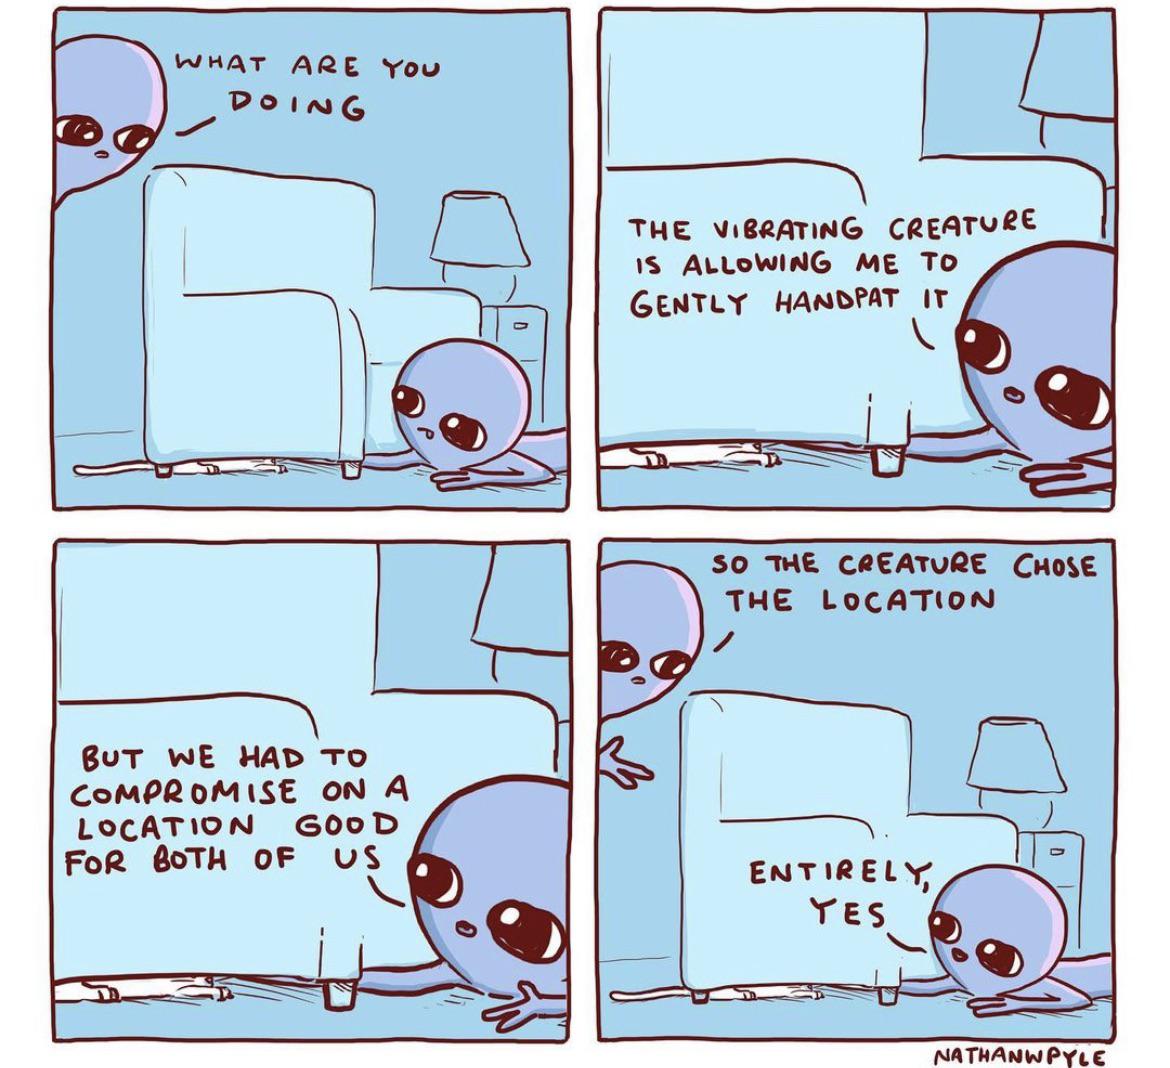 WHAT ARE YOU
DOING
THE VIBRATING CREATURE
IS ALLOWING ME TO
GENTLY HANDPAT IT
BUT WE HAD TO
COMPROMISE ON A
LOCATION GOOD
FOR BOTH OF US
SO THE CREATURE CHOSE
THE LOCATION
ENTIRELY,
YES
NATHANWPYLE